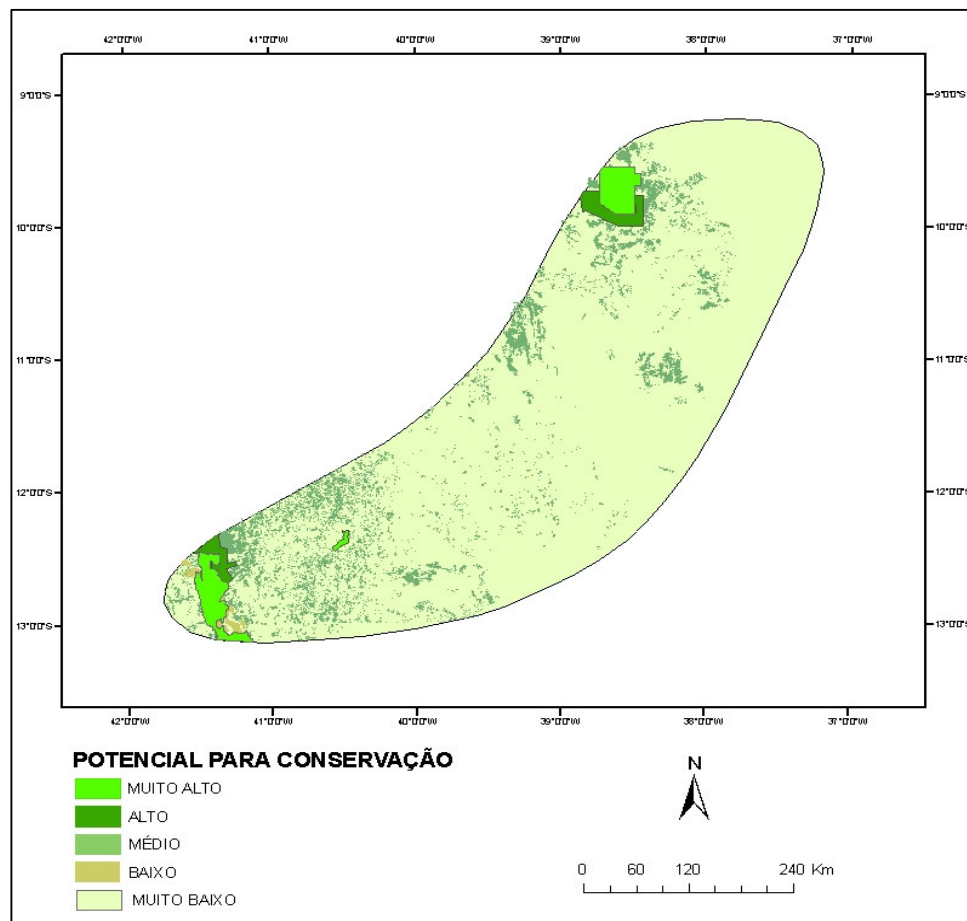 42°0'0"W 41°0'0"W 40°0'0"W 39°0'0"W 38°0'0"W 37°0'0"W
9°0'0"S 9°0'0"S
10°0'0"S 10°0'0"S
11°0'0"S 11°0'0"S
12°0'0"S 12°0'0"S
13°0'0"S 13°0'0"S
42°0'0"W 41°0'0"W 40°0'0"W 39°0'0"W 38°0'0"W 37°0'0"W
POTENCIAL PARA CONSERVAÇÃO
MUITO ALTO
ALTO
MÉDIO
BAIXO
MUITO BAIXO
N
0 60 120 240 Km